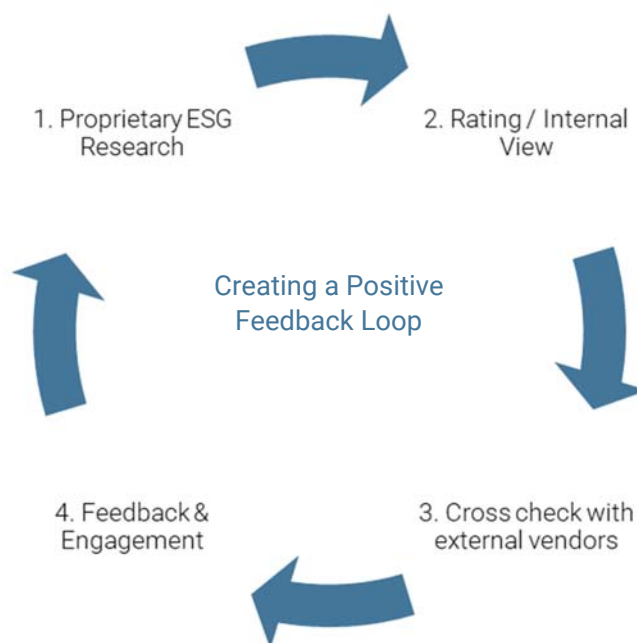 1. Proprietary ESG
Research
2. Rating / Internal
View
Creating a Positive
Feedback Loop
4. Feedback &
Engagement
3. Cross check with
external vendors